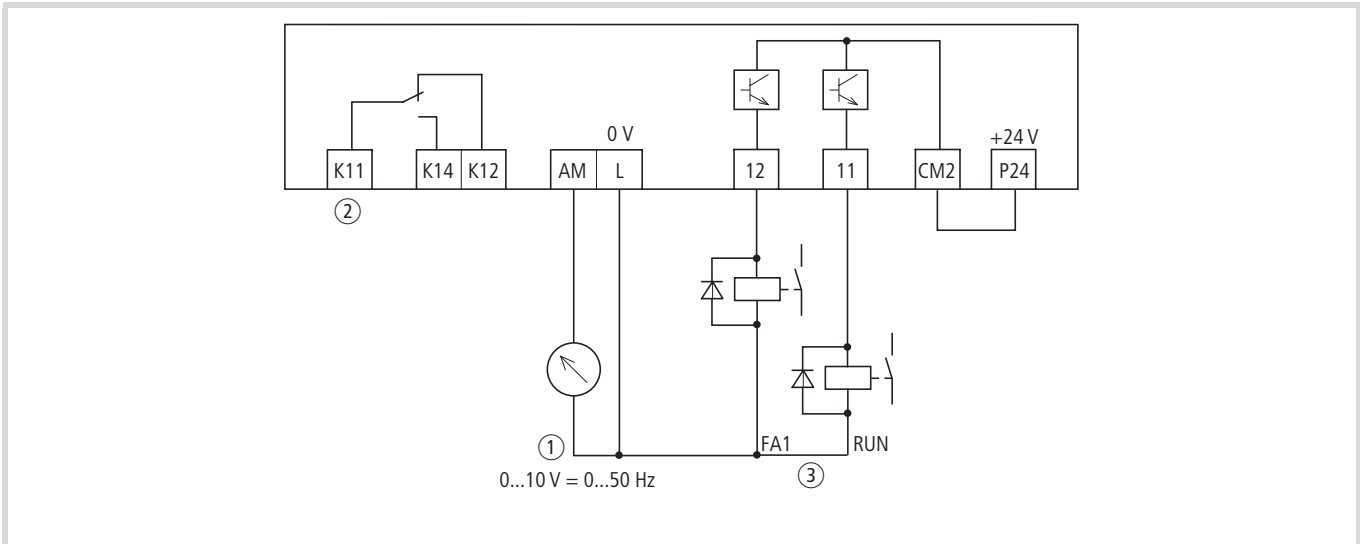 0 V
+24 V
K11 K14 K12 AM L 12 11 CM2 P24
2
1
FA1 RUN
3
0...10 V = 0...50 Hz